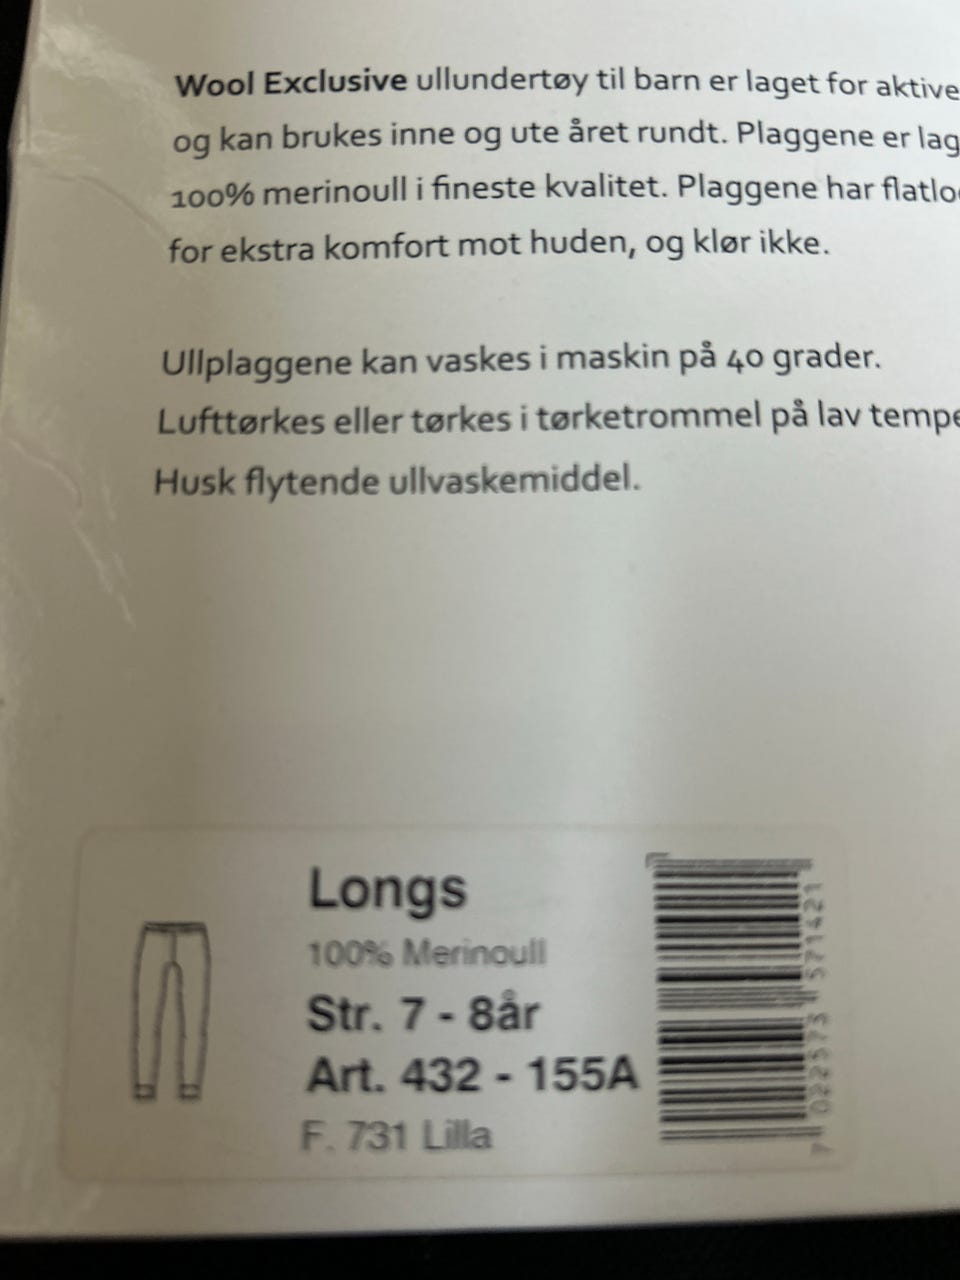 Wool Exclusive ullundertøy til barn er laget for aktive
og kan brukes inne og ute året rundt. Plaggene er lag
100% merinoull i fineste kvalitet. Plaggene har flatlo
for ekstra komfort mot huden, og klør ikke.
Ullplaggene kan vaskes i maskin på 40 grader.
Lufttørkes eller tørkes i tørketrommel på lav tempe
Husk flytende ullvaskemiddel.
Longs
100% Merinoull
Str. 7 - 8år
Art. 432 - 155A
F. 731 Lilla
7 022573 571421